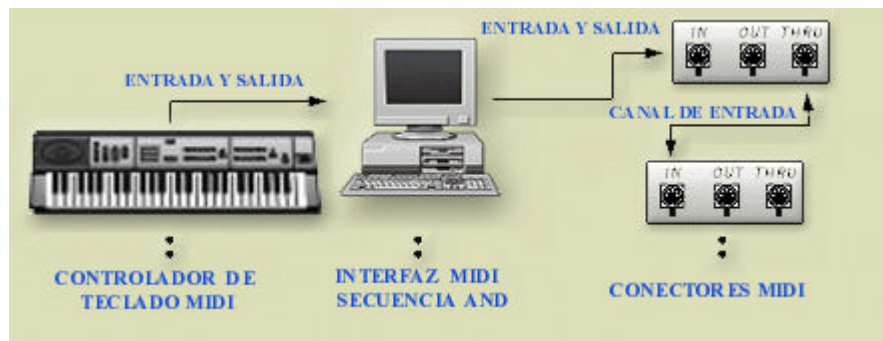 ENTRADA Y SALIDA
IN OUT THRU
ENTRADA Y SALIDA
CANAL DE ENTRADA
IN OUT THRU
CONTROLADOR DE
TECLADO MIDI
INTERFAZ MIDI
SECUENCIA AND
CONECTORES MIDI